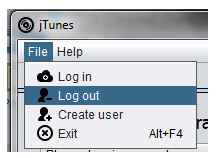 jTunes
File Help
Log in
Log out
Create user
Exit Alt+F4